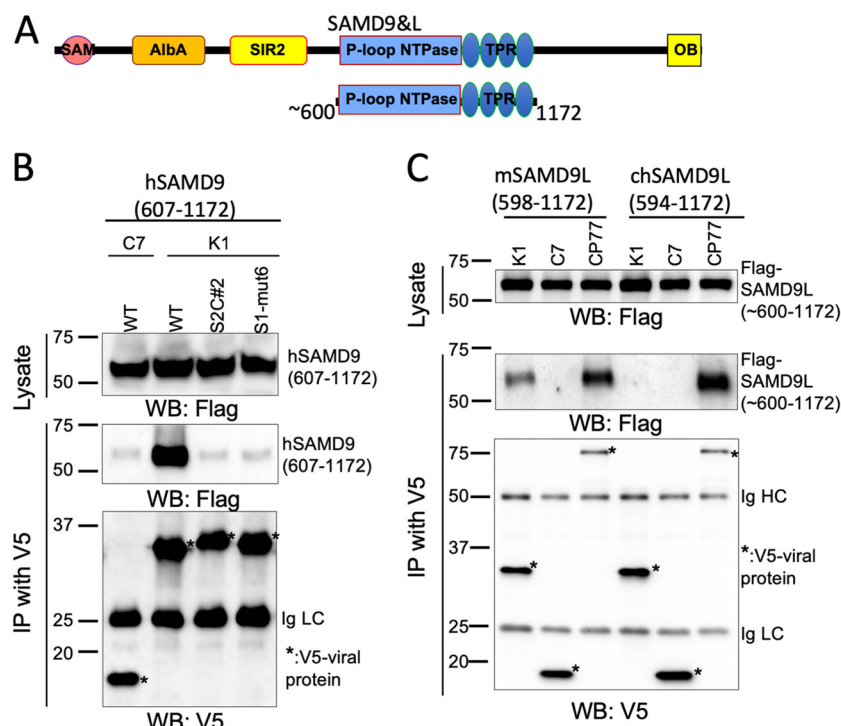 A
SAMD9&L
SAM
AlbA
SIR2
P-loop NTPase
TPR
OB
~600
P-loop NTPase
TPR
1172
B
hSAMD9
(607-1172)
C7
K1
WT
WT
S2C#2
S1-mut6
Lysate
75
50
hSAMD9
(607-1172)
WB: Flag
IP with V5
75
50
hSAMD9
(607-1172)
WB: Flag
37
25
20
*
*
*
*
Ig LC
*:V5-viral
protein
WB: V5
C
mSAMD9L
(598-1172)
chSAMD9L
(594-1172)
K1
C7
CP77
K1
C7
CP77
Lysate
75
50
Flag-
SAMD9L
(~600-1172)
WB: Flag
IP with V5
75
50
Flag-
SAMD9L
(~600-1172)
WB: Flag
75
50
37
25
20
*
*
*
*
*
*
Ig HC
*:V5-viral
protein
Ig LC
WB: V5